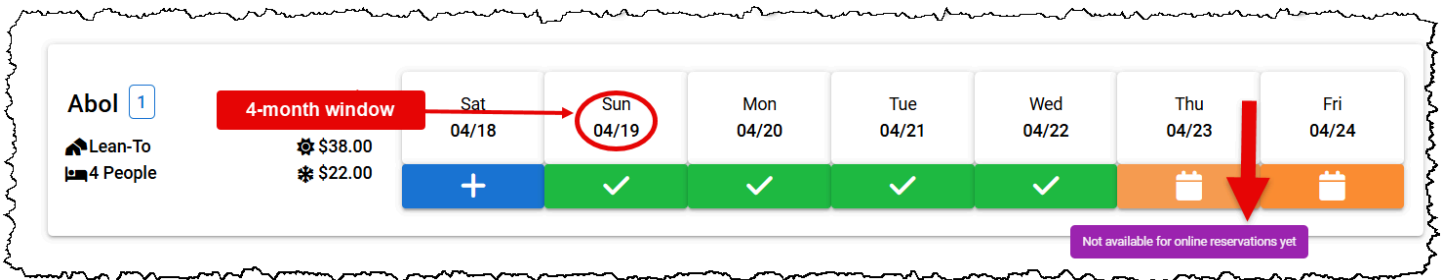 Abol 1
4-month window
Lean-To $38.00
4 People $22.00
Sat Sun Mon Tue Wed Thu Fri
04/18 04/19 04/20 04/21 04/22 04/23 04/24
Not available for online reservations yet